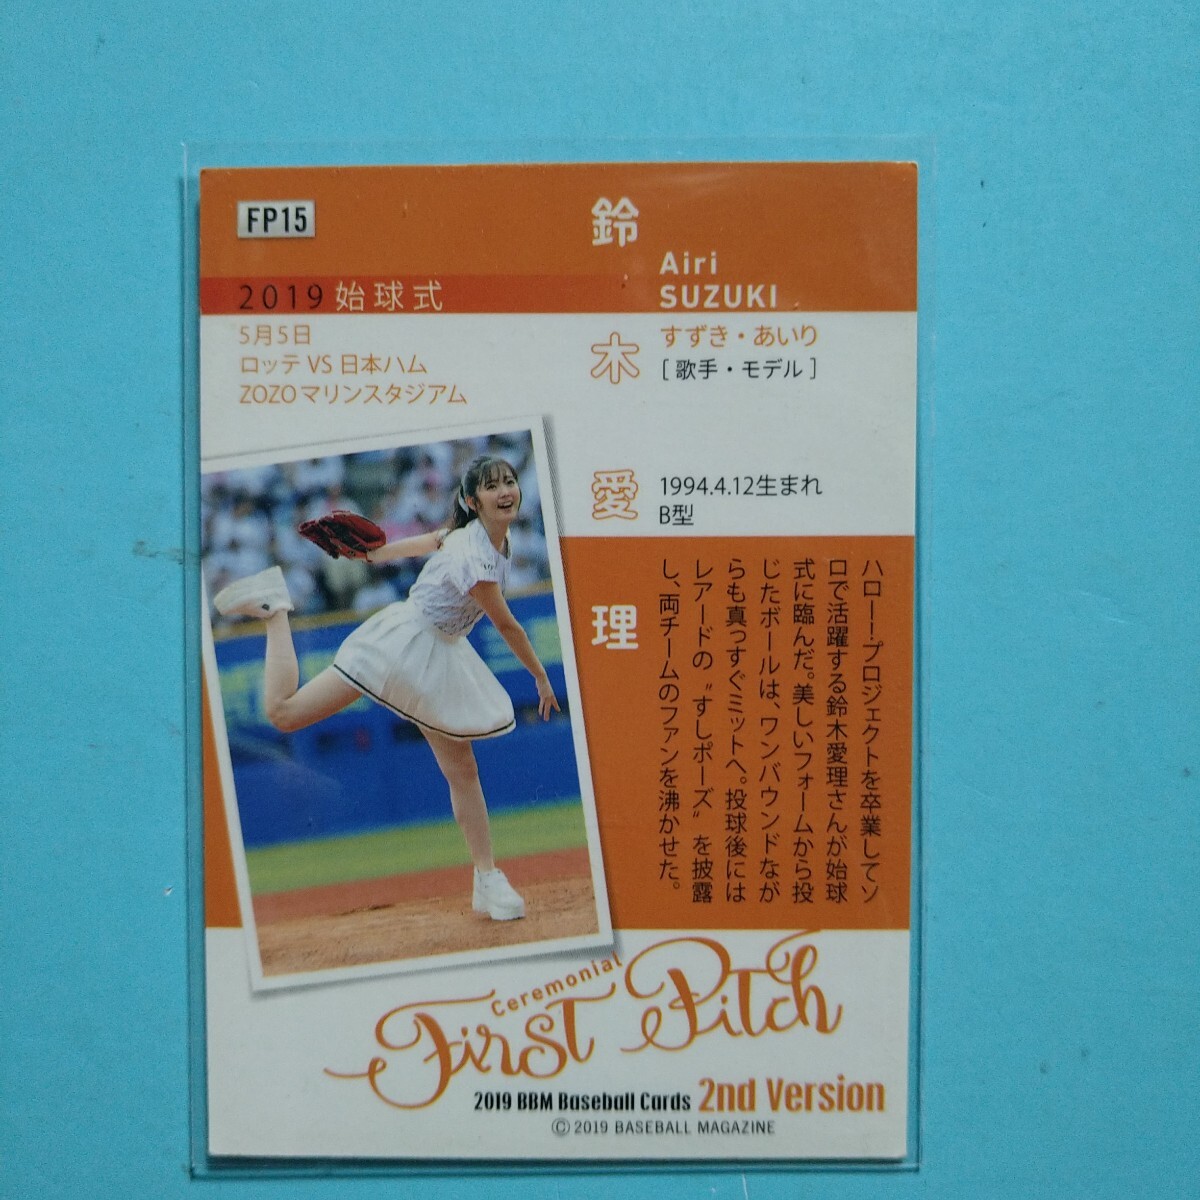 FP15
2019 始球式
5月5日
ロッテ VS 日本ハム
ZOZOマリンスタジアム
鈴木愛理
Airi
SUZUKI
すずき・あいり
[ 歌手・モデル ]
1994.4.12生まれ
B型
ハロー！プロジェクトを卒業してソ
ロで活躍する鈴木愛理さんが始球
式に臨んだ。美しいフォームから投
じたボールは、ワンバウンドなが
らも真っすぐミットへ。投球後には
レアードの〝すしポーズ〟を披露
し、両チームのファンを沸かせた。
Ceremonial
First Pitch
2019 BBM Baseball Cards 2nd Version
© 2019 BASEBALL MAGAZINE